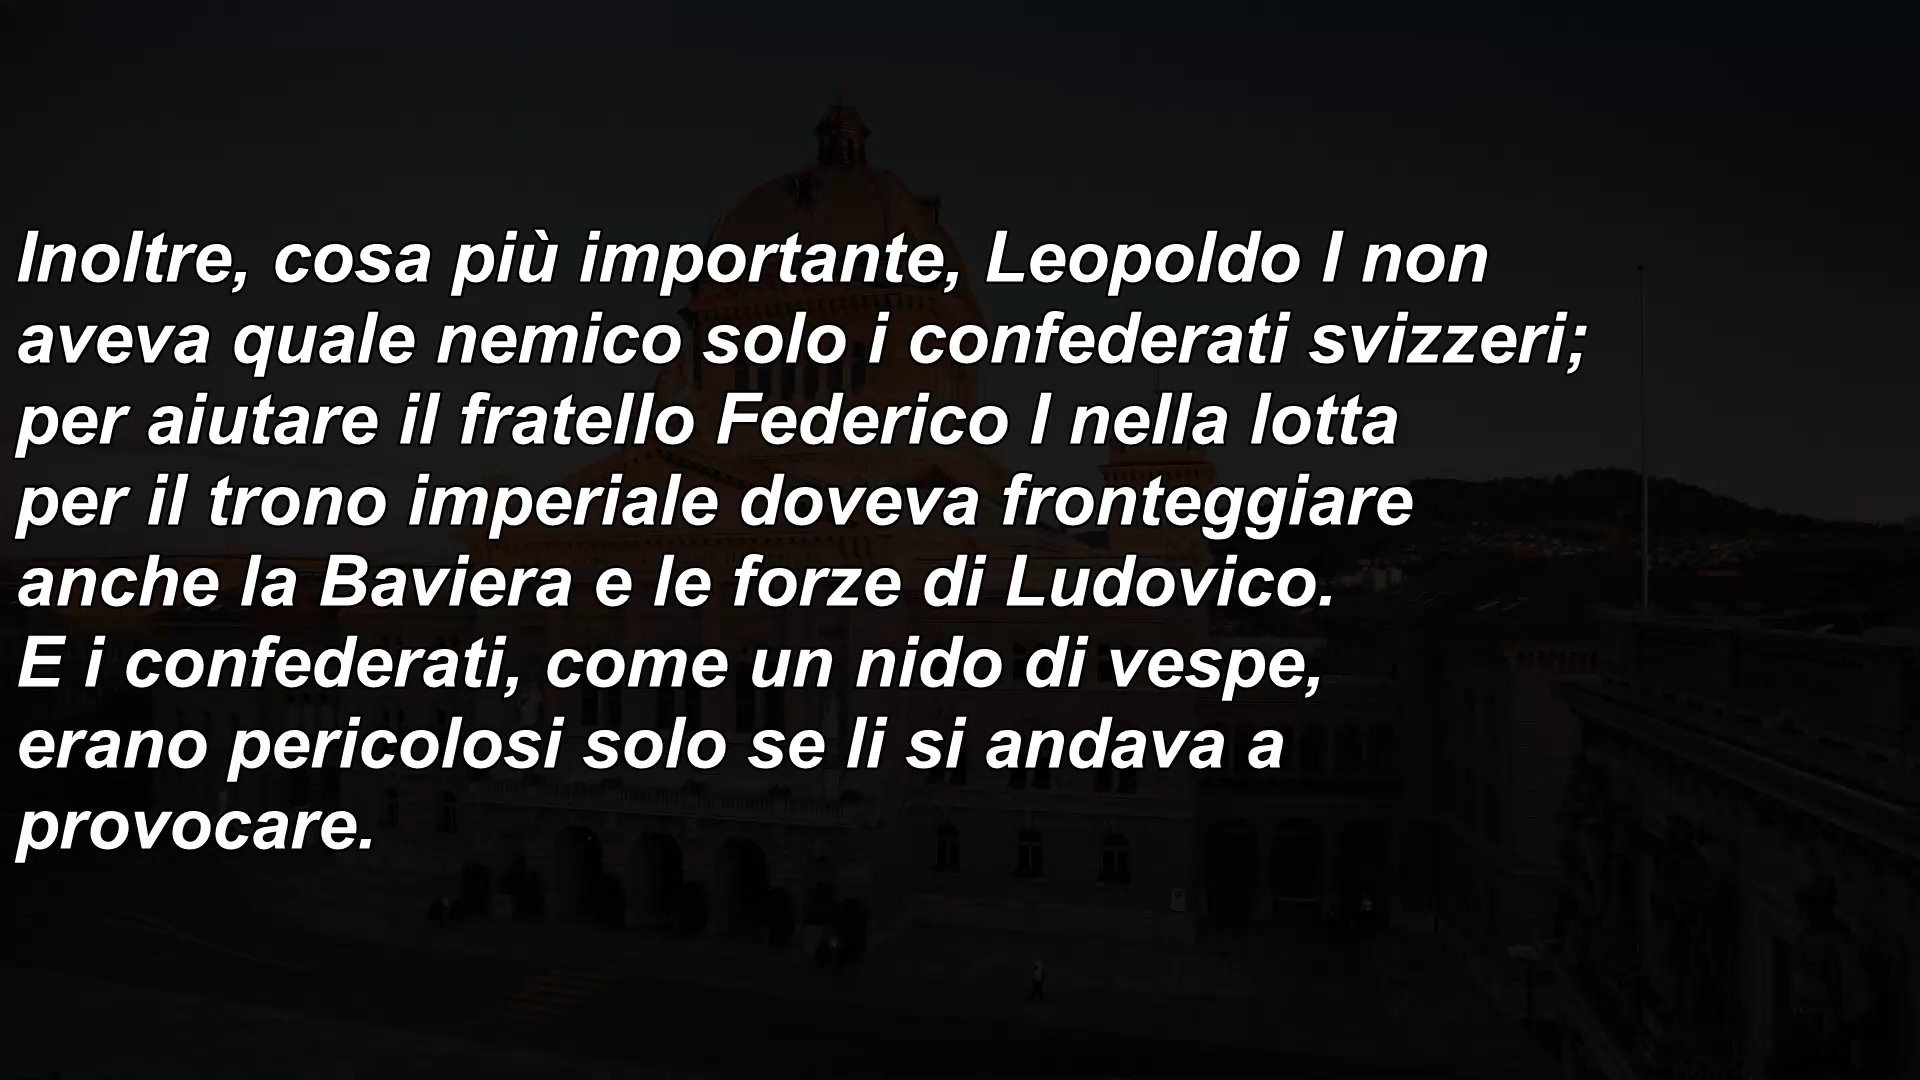 Inoltre, cosa più importante, Leopoldo I non
aveva quale nemico solo i confederati svizzeri;
per aiutare il fratello Federico I nella lotta
per il trono imperiale doveva fronteggiare
anche la Baviera e le forze di Ludovico.
E i confederati, come un nido di vespe,
erano pericolosi solo se li si andava a
provocare.